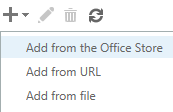 Add from the Office Store
Add from URL
Add from file